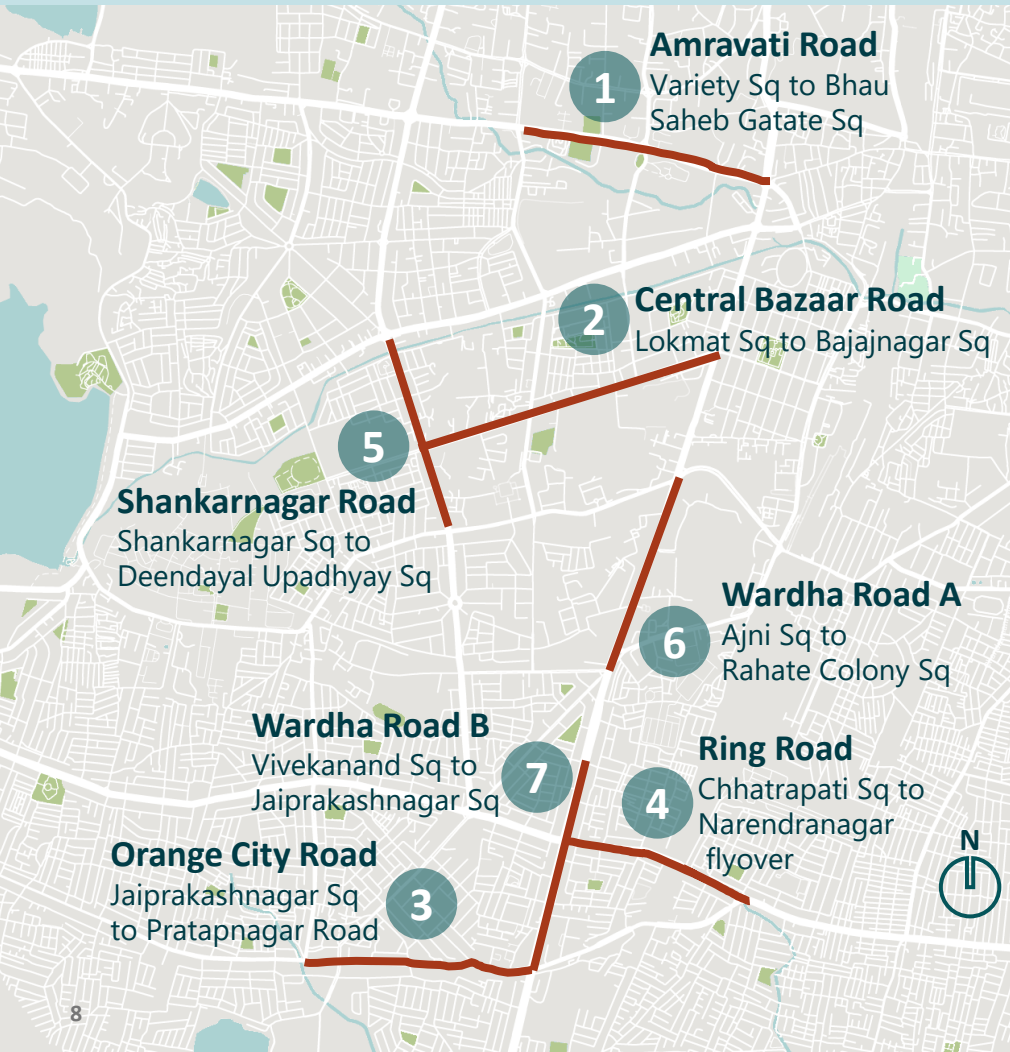 Amravati Road
1
Variety Sq to Bhau
Saheb Gatate Sq
Central Bazaar Road
2
Lokmat Sq to Bajajnagar Sq
5
Shankarnagar Road
Shankarnagar Sq to
Deendayal Upadhyay Sq
Wardha Road A
6
Ajni Sq to
Rahate Colony Sq
Wardha Road B
Vivekanand Sq to
Jaiprakashnagar Sq
7
Ring Road
4
Chhatrapati Sq to
Narendranagar
flyover
N
Orange City Road
Jaiprakashnagar Sq
to Pratapnagar Road
3
8